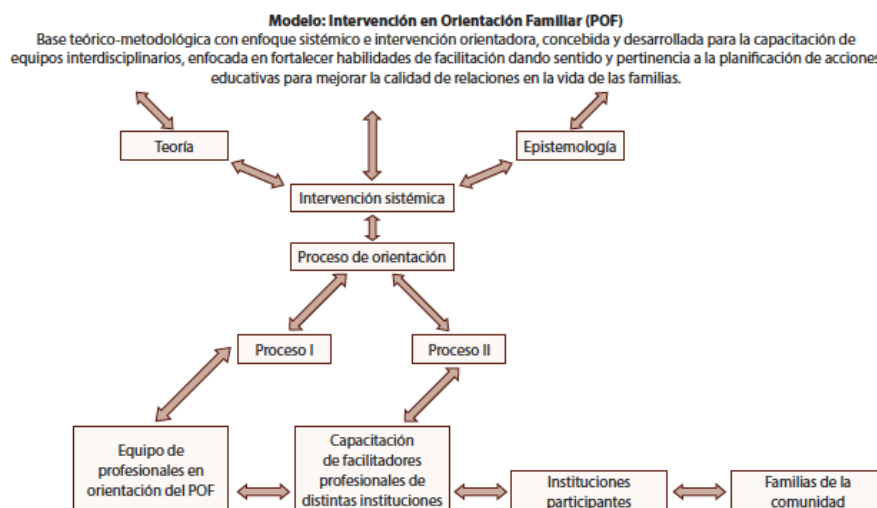 Modelo: Intervención en Orientación Familiar (POF)
Base teórico-metodológica con enfoque sistémico e intervención orientadora, concebida y desarrollada para la capacitación de
equipos interdisciplinarios, enfocada en fortalecer habilidades de facilitación dando sentido y pertinencia a la planificación de acciones
educativas para mejorar la calidad de relaciones en la vida de las familias.
Teoría
Epistemología
Intervención sistémica
Proceso de orientación
Proceso I
Proceso II
Equipo de
profesionales en
orientación del POF
Capacitación
de facilitadores
profesionales de
distintas instituciones
Instituciones
participantes
Familias de la
comunidad